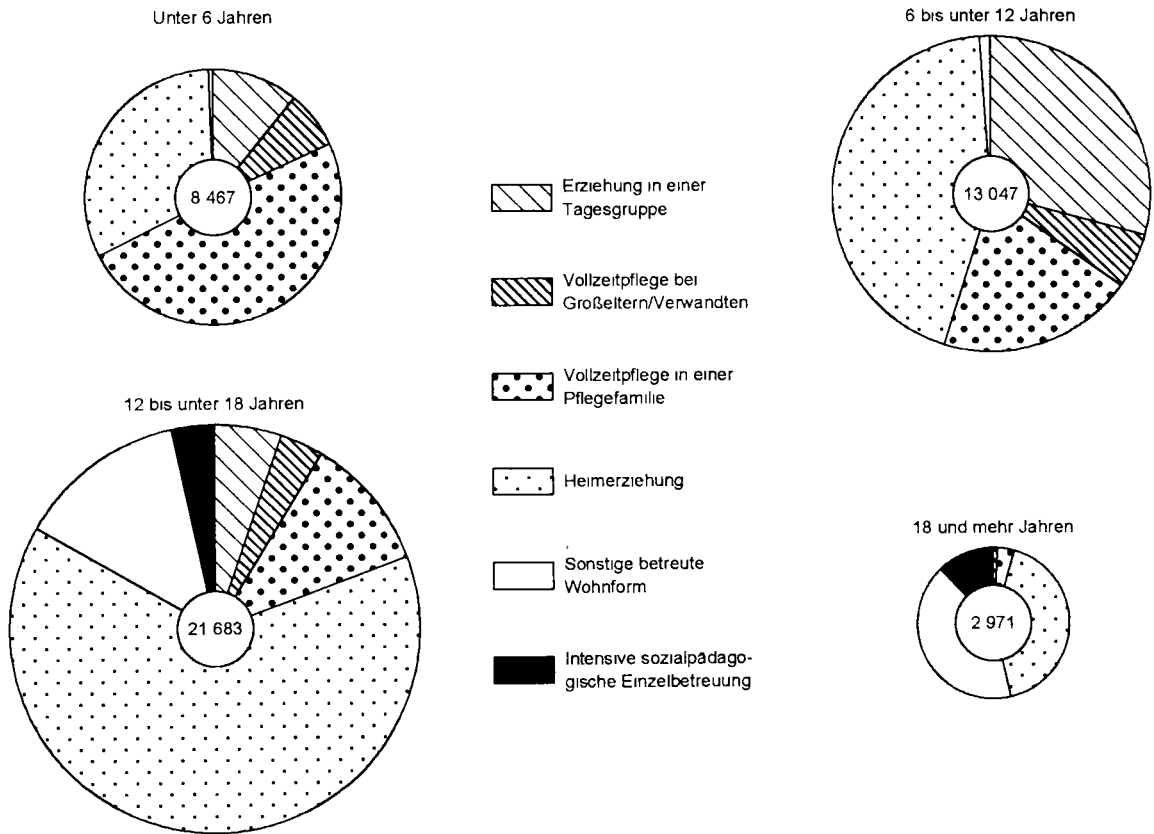 Unter 6 Jahren
8 467
6 bis unter 12 Jahren
13 047
Erziehung in einer
Tagesgruppe
Vollzeitpflege bei
Großeltern/Verwandten
Vollzeitpflege in einer
Pflegefamilie
Heimerziehung
Sonstige betreute
Wohnform
Intensive sozialpädago-
gische Einzelbetreuung
12 bis unter 18 Jahren
21 683
18 und mehr Jahren
2 971